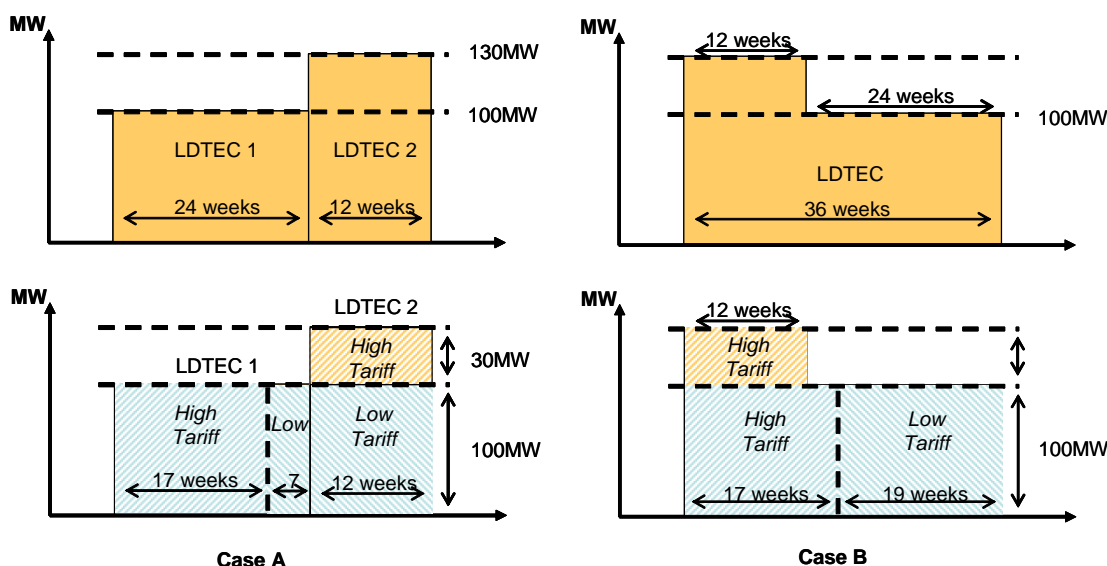 MW
130MW
100MW
LDTEC 1
LDTEC 2
24 weeks
12 weeks
MW
12 weeks
24 weeks
100MW
LDTEC
36 weeks
MW
LDTEC 2
High
Tariff
30MW
LDTEC 1
High
Tariff
Low
Low
Tariff
100MW
17 weeks
7
12 weeks
Case A
MW
12 weeks
High
Tariff
High
Tariff
Low
Tariff
100MW
17 weeks
19 weeks
Case B